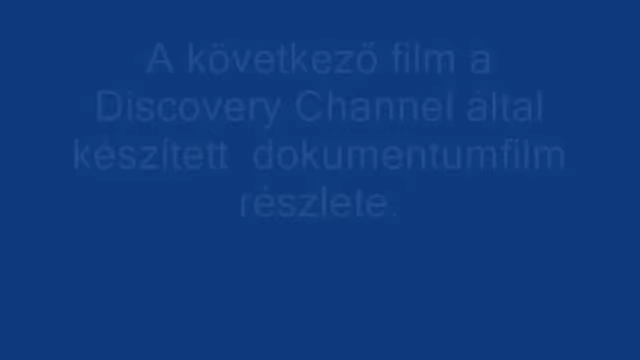 A következő film a
Discovery Channel által
készített dokumentumfilm
részlete.